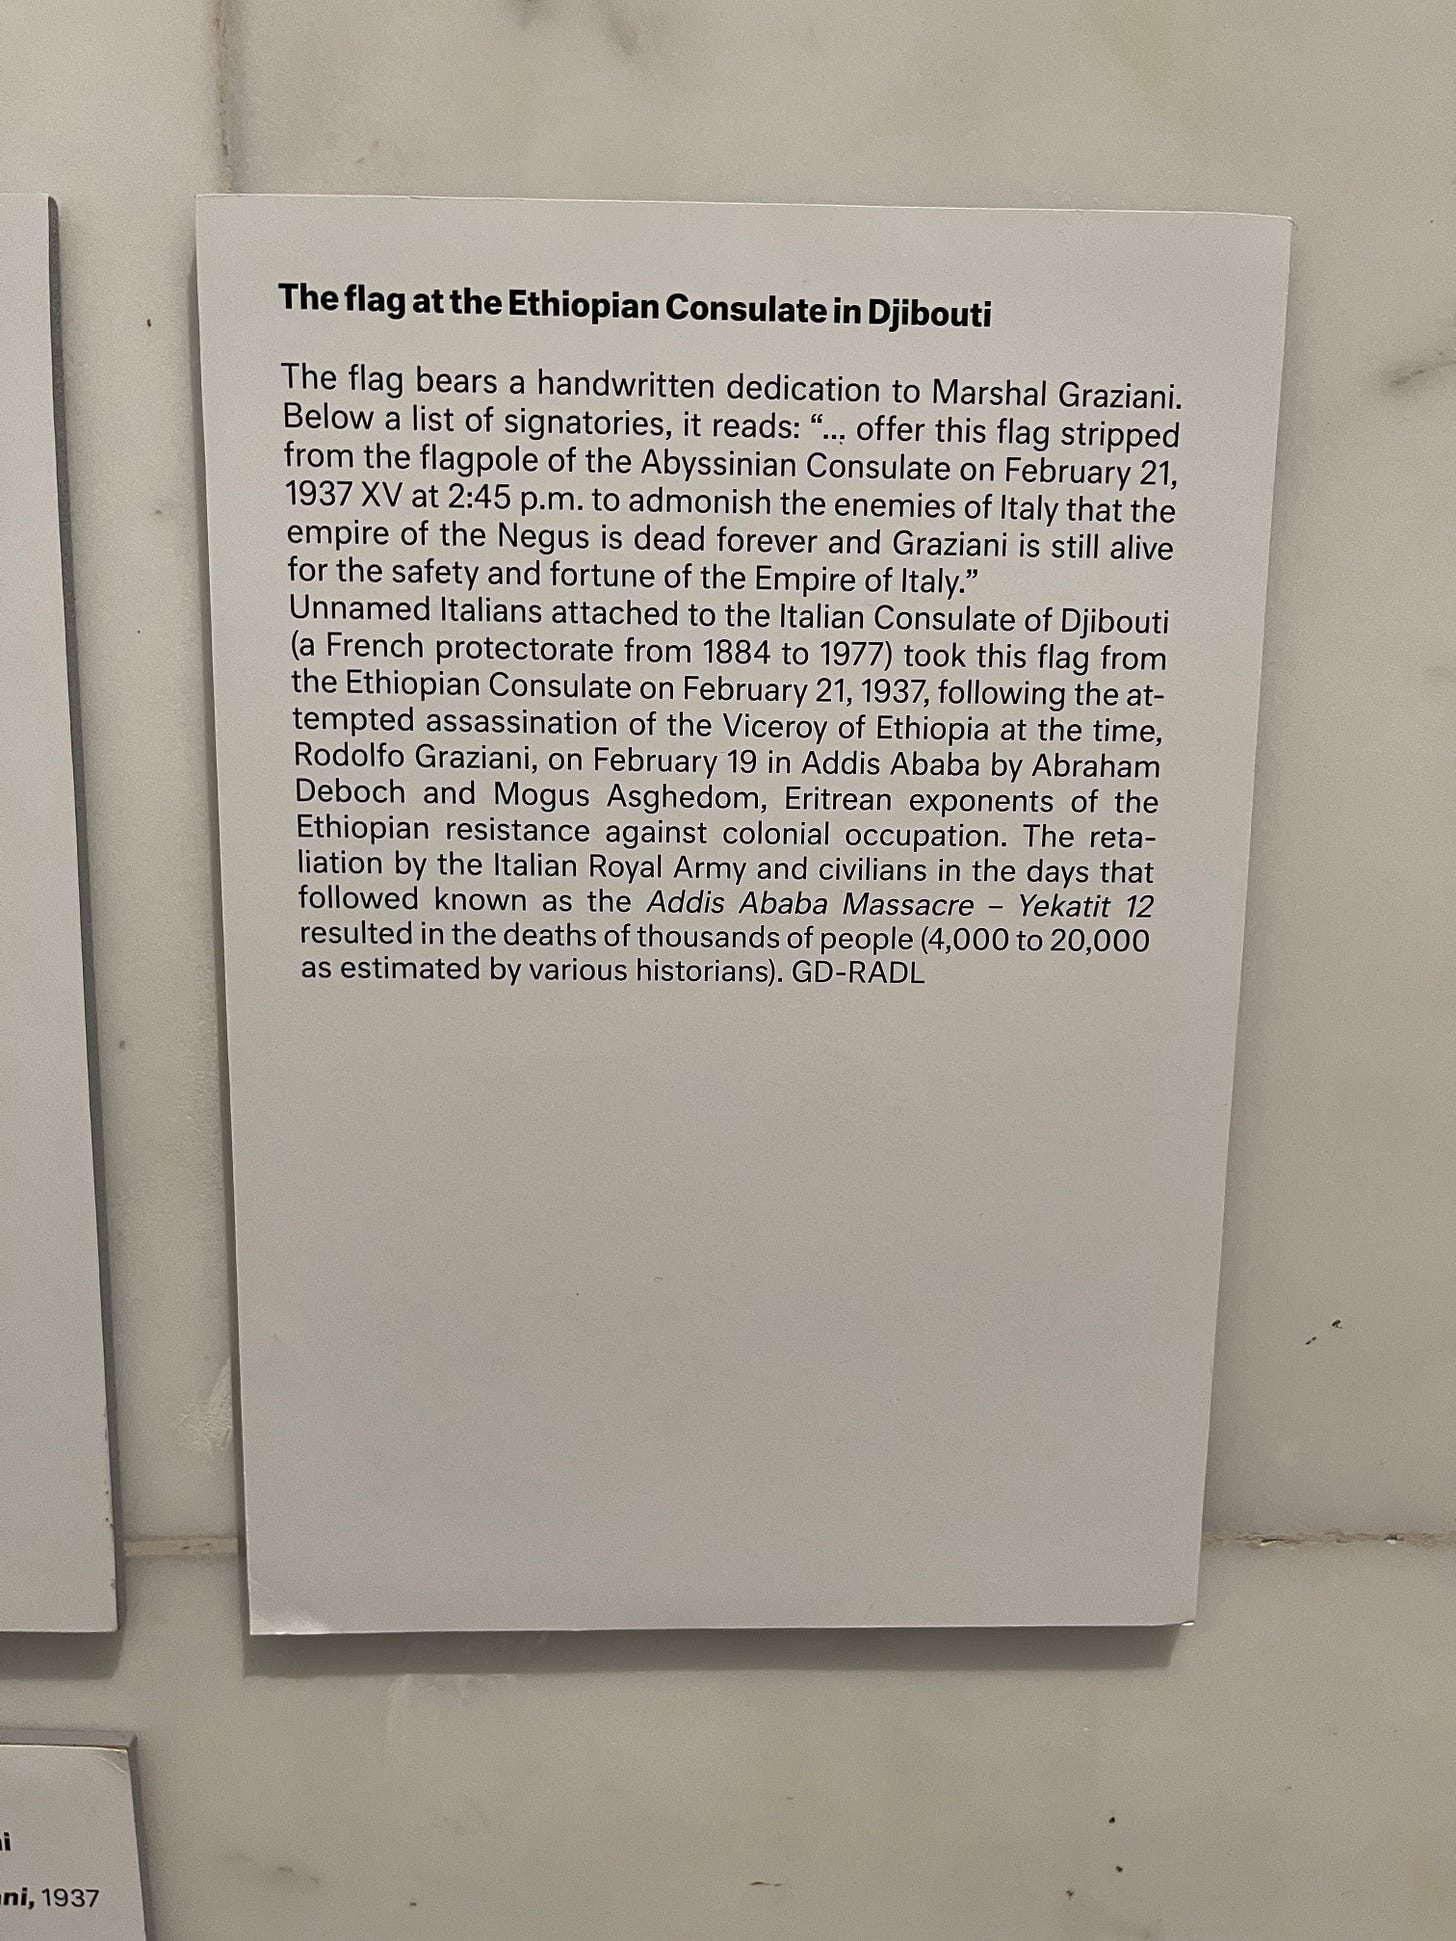 The flag at the Ethiopian Consulate in Djibouti
The flag bears a handwritten dedication to Marshal Graziani.
Below a list of signatories, it reads: “... offer this flag stripped
from the flagpole of the Abyssinian Consulate on February 21,
1937 XV at 2:45 p.m. to admonish the enemies of Italy that the
empire of the Negus is dead forever and Graziani is still alive
for the safety and fortune of the Empire of Italy.”
Unnamed Italians attached to the Italian Consulate of Djibouti
(a French protectorate from 1884 to 1977) took this flag from
the Ethiopian Consulate on February 21, 1937, following the at-
tempted assassination of the Viceroy of Ethiopia at the time,
Rodolfo Graziani, on February 19 in Addis Ababa by Abraham
Deboch and Mogus Asghedom, Eritrean exponents of the
Ethiopian resistance against colonial occupation. The reta-
liation by the Italian Royal Army and civilians in the days that
followed known as the Addis Ababa Massacre – Yekatit 12
resulted in the deaths of thousands of people (4,000 to 20,000
as estimated by various historians). GD-RADL
1937